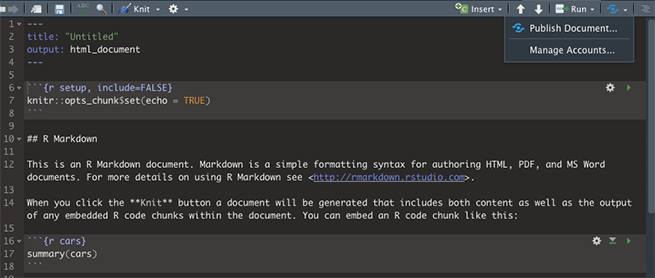 ABC Knit Insert Run
Publish Document...
Manage Accounts...
1 ---
2 title: "Untitled"
3 output: html_document
4 ---
5
6 ```{r setup, include=FALSE}
7 knitr::opts_chunk$set(echo = TRUE)
8 ```
9
10 ## R Markdown
11
12 This is an R Markdown document. Markdown is a simple formatting syntax for authoring HTML, PDF, and MS Word
documents. For more details on using R Markdown see <http://rmarkdown.rstudio.com>.
13
14 When you click the **Knit** button a document will be generated that includes both content as well as the output
of any embedded R code chunks within the document. You can embed an R code chunk like this:
15
16 ```{r cars}
17 summary(cars)
18 ```